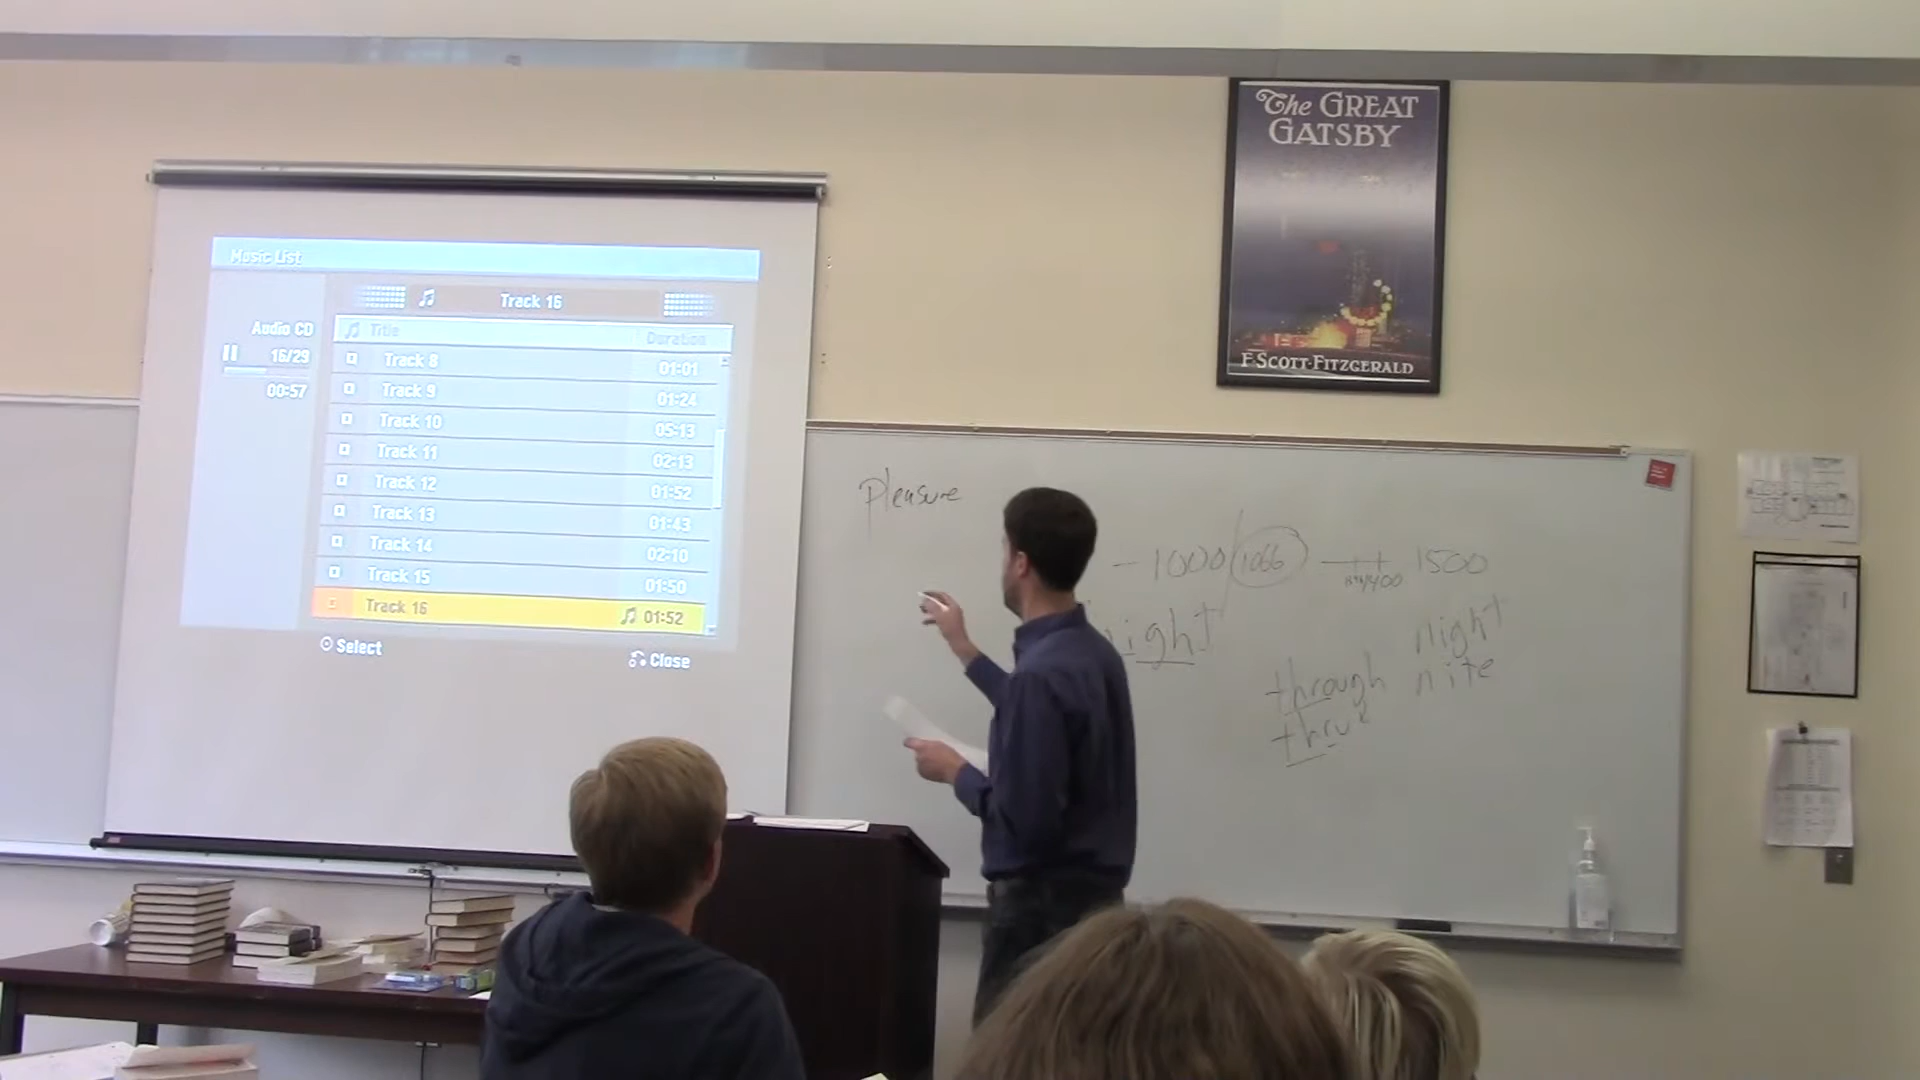 Music List
Track 16
Audio CD
16/29
00:57
Title Duration
Track 8 01:01
Track 9 01:24
Track 10 05:13
Track 11 02:13
Track 12 01:52
Track 13 01:43
Track 14 02:10
Track 15 01:50
Track 16 01:52
Select Close
The GREAT
GATSBY
F. SCOTT FITZGERALD
Pleasure
1000 1066 1500
1400
night
through
thru
night
nite